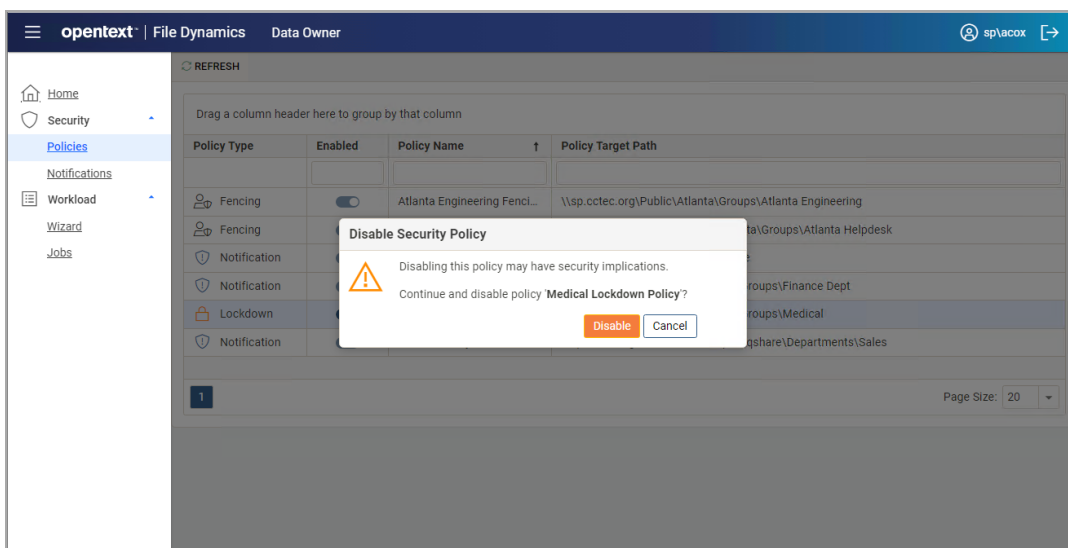 opentext™ | File Dynamics Data Owner sp\acox
REFRESH
Home
Security
Policies
Notifications
Workload
Wizard
Jobs
Drag a column header here to group by that column
Policy Type Enabled Policy Name Policy Target Path
Fencing Atlanta Engineering Fenci... \\sp.cctec.org\Public\Atlanta\Groups\Atlanta Engineering
Fencing ta\Groups\Atlanta Helpdesk
Notification
Notification roups\Finance Dept
Lockdown roups\Medical
Notification qshare\Departments\Sales
Disable Security Policy
Disabling this policy may have security implications.
Continue and disable policy 'Medical Lockdown Policy'?
Disable Cancel
1 Page Size: 20